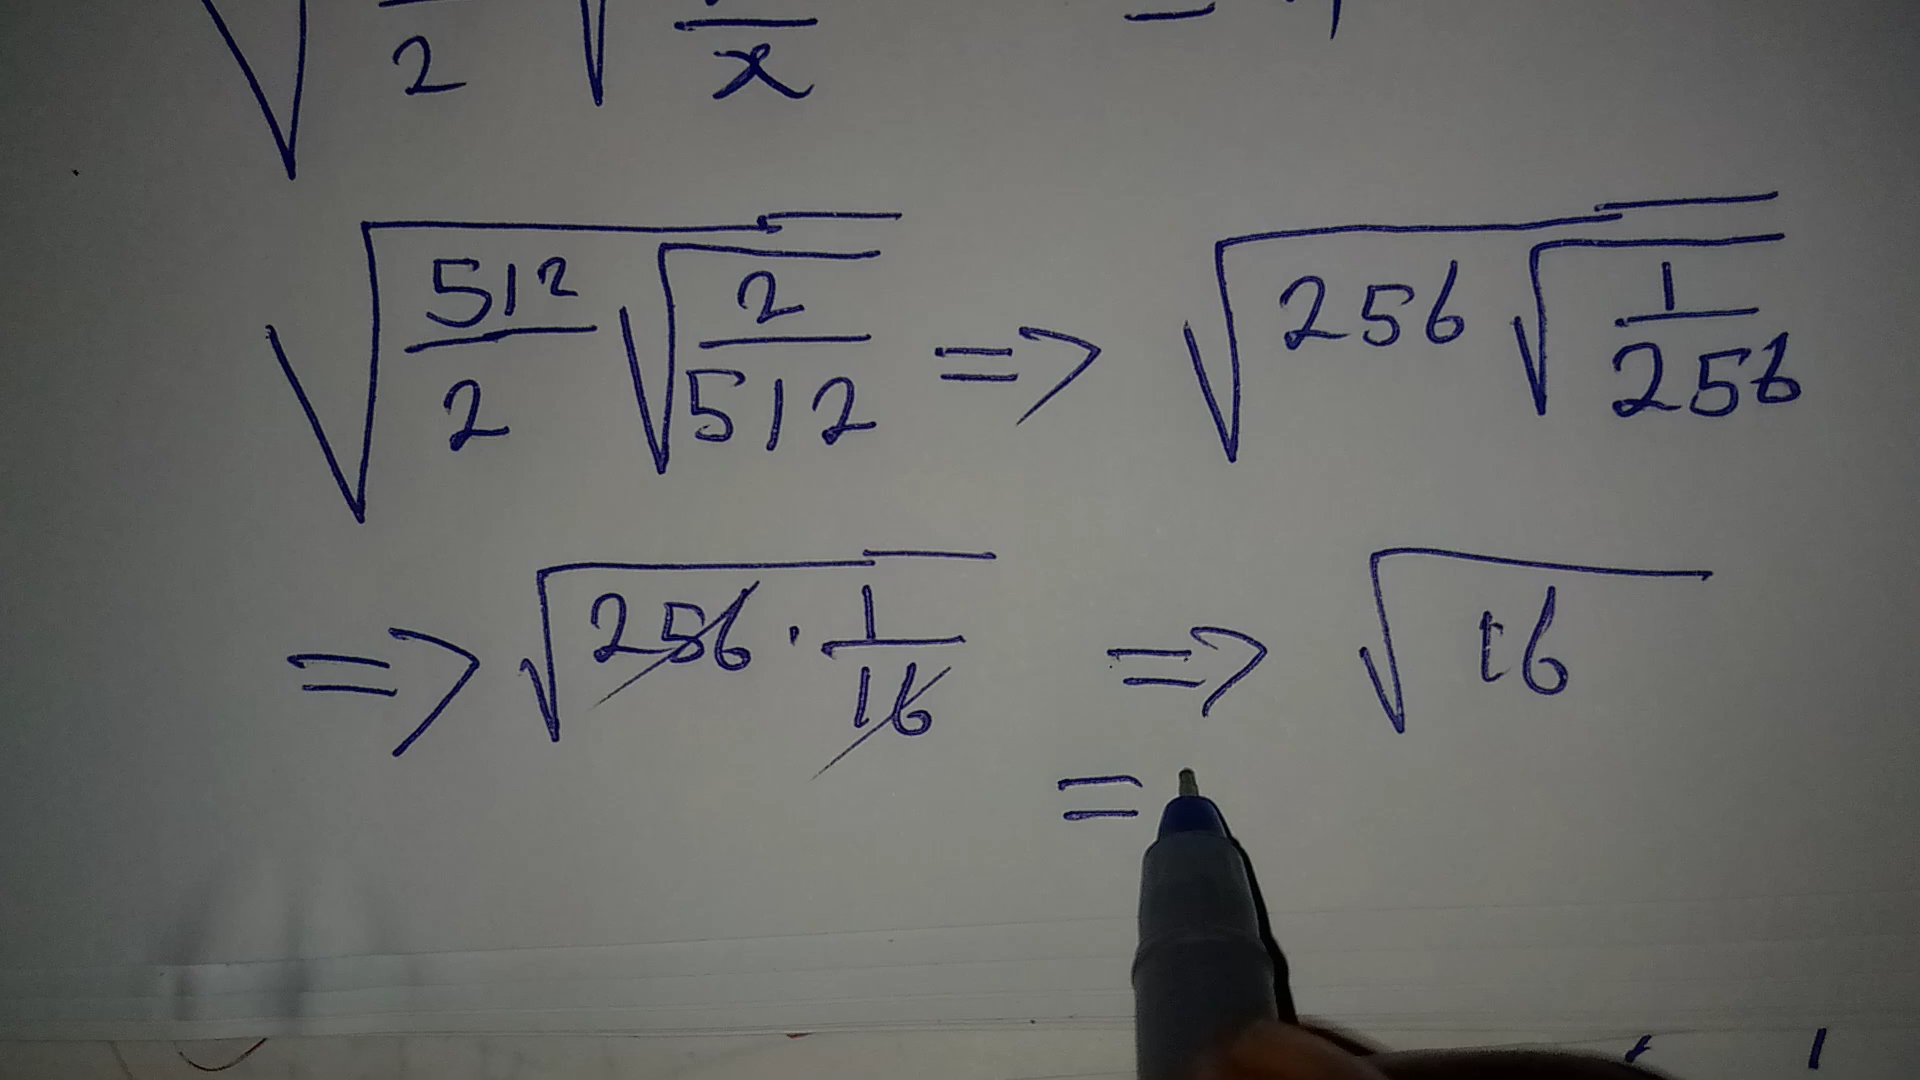 2 √ x =
√(512/2 √(2/512)) => √(256 √(1/256))
=> √(256 · 1/16) => √16
=